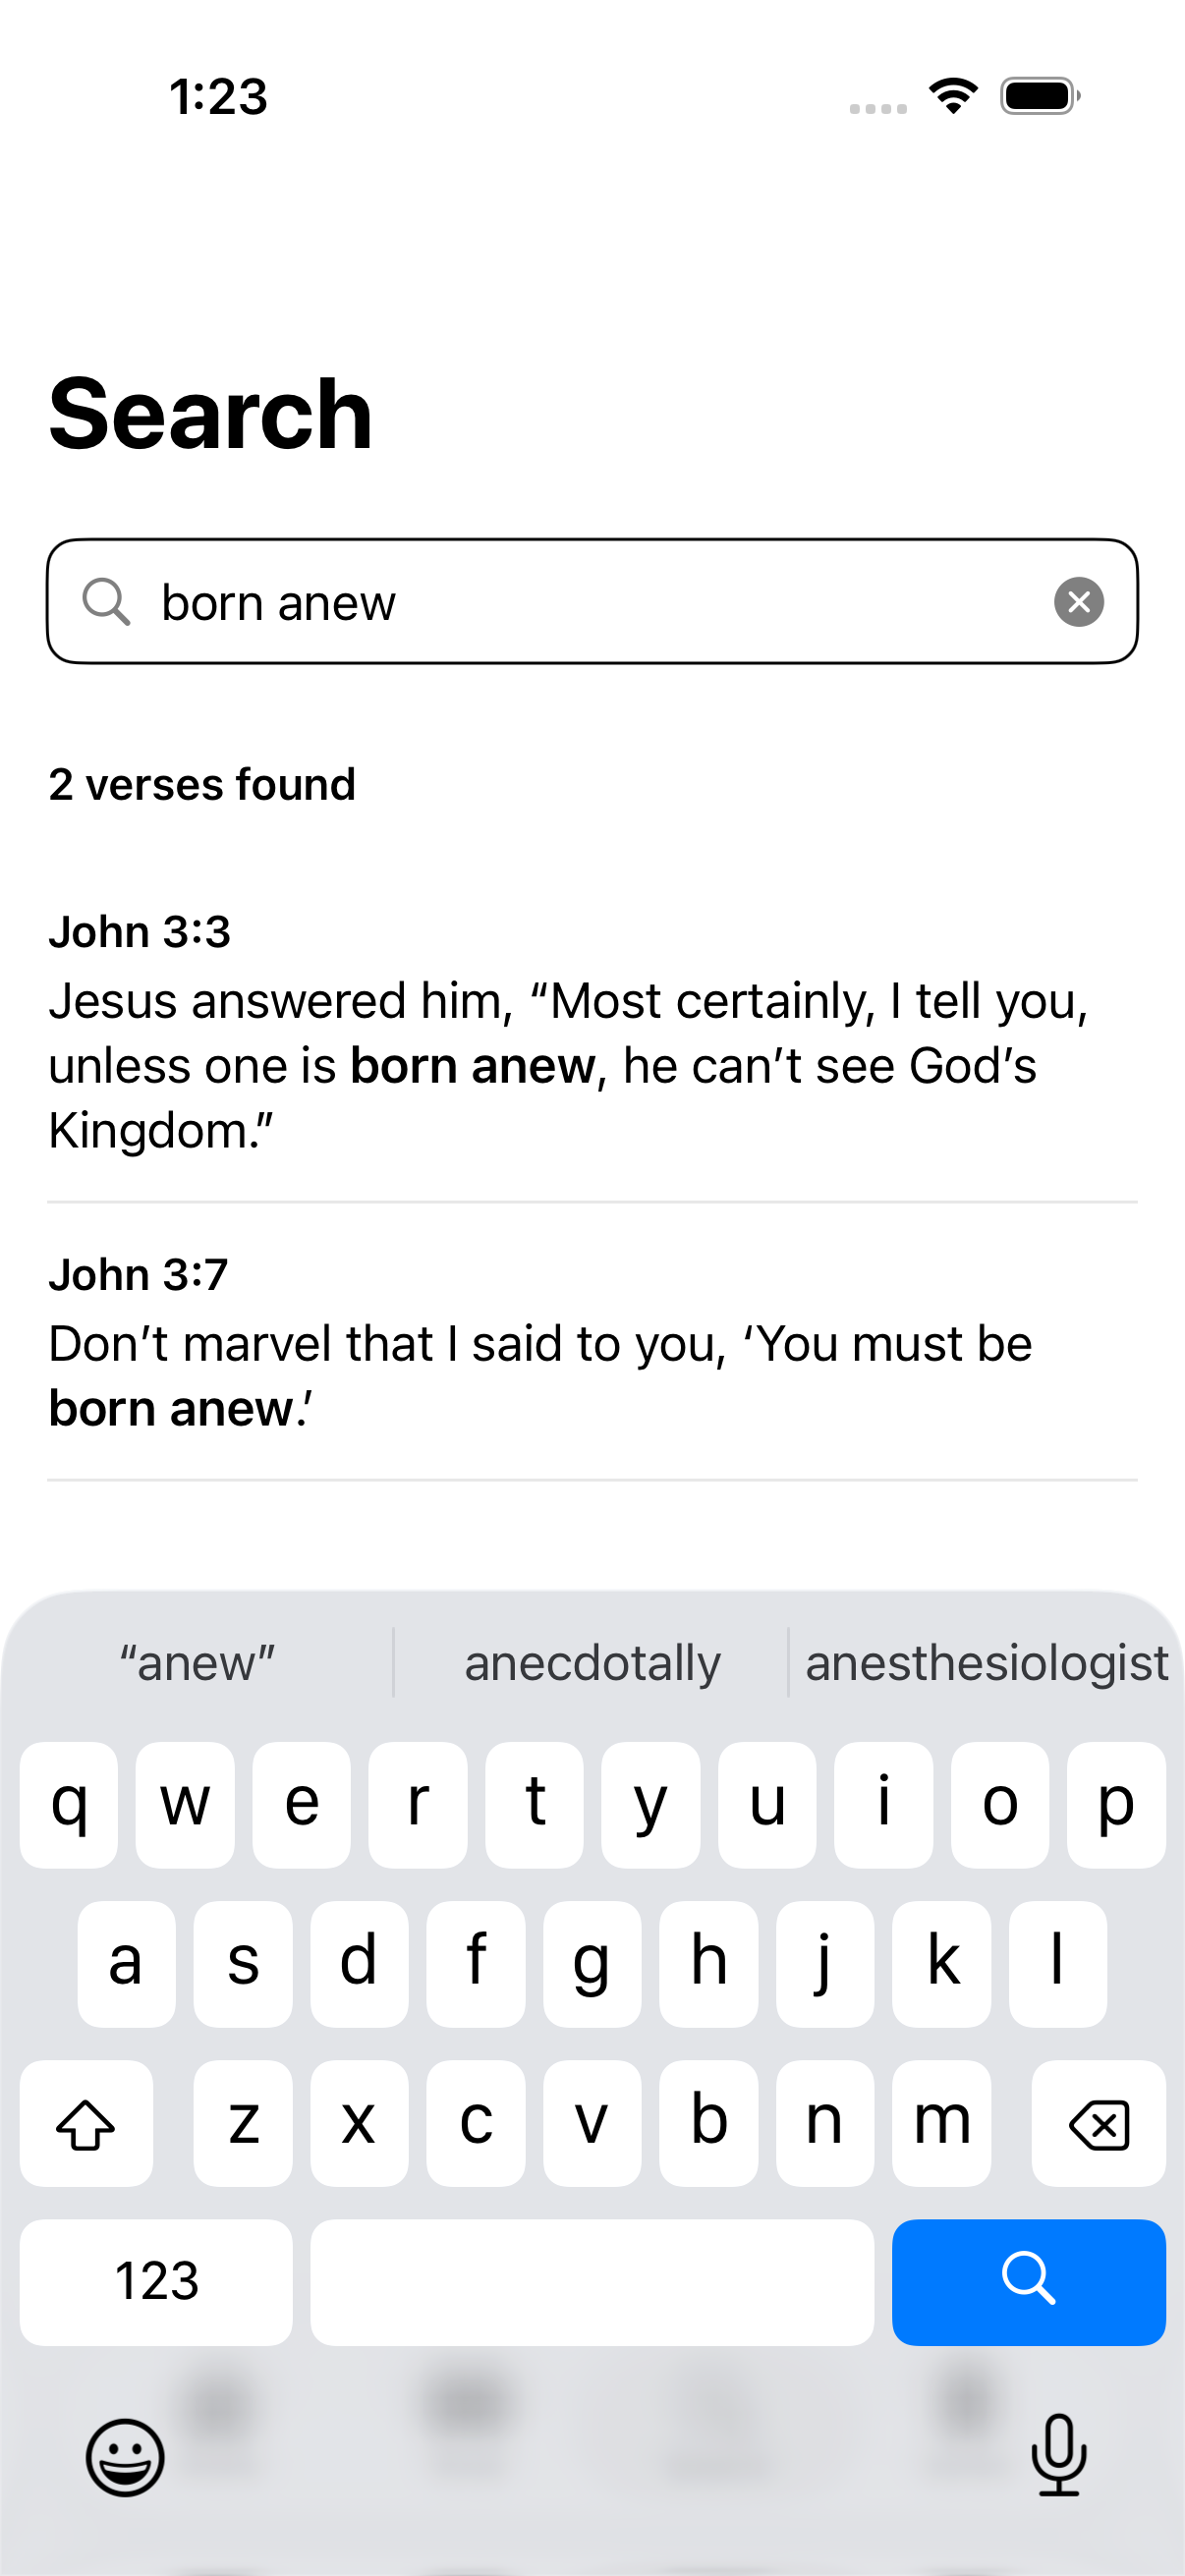 1:23
Search
born anew
2 verses found
John 3:3
Jesus answered him, “Most certainly, I tell you,
unless one is born anew, he can’t see God’s
Kingdom.”
John 3:7
Don’t marvel that I said to you, ‘You must be
born anew.’
“anew” anecdotally anesthesiologist
q w e r t y u i o p
a s d f g h j k l
z x c v b n m
123